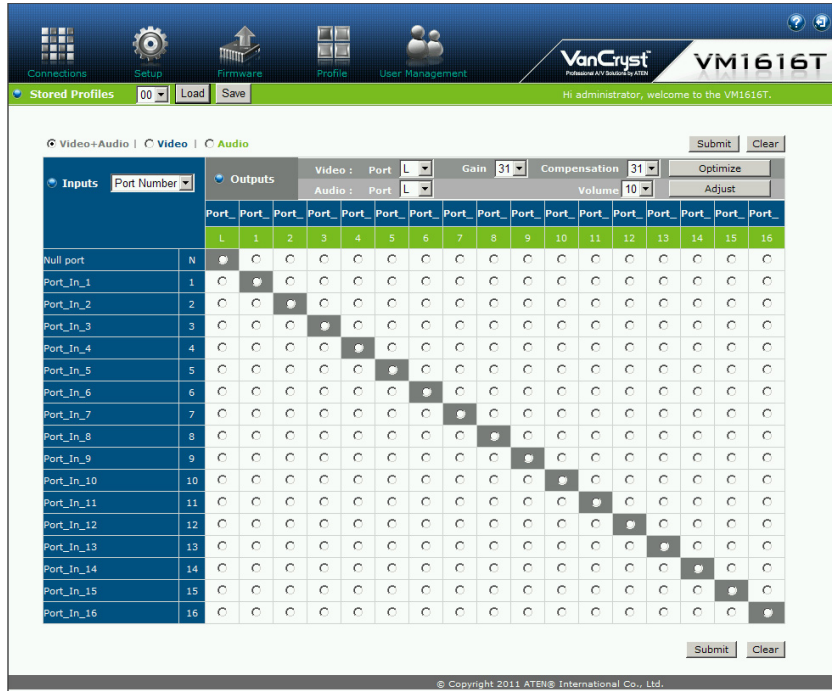 Connections Setup Firmware Profile User Management VanCryst™ VM1616T
Professional A/V Solutions by ATEN
Stored Profiles 00 Load Save Hi administrator, welcome to the VM1616T.
Video+Audio | Video | Audio Submit Clear
Inputs Port Number Outputs Video : Port L Gain 31 Compensation 31 Optimize
Audio : Port L Volume 10 Adjust
Port_ Port_ Port_ Port_ Port_ Port_ Port_ Port_ Port_ Port_ Port_ Port_ Port_ Port_ Port_ Port_ Port_
L 1 2 3 4 5 6 7 8 9 10 11 12 13 14 15 16
Null port N
Port_In_1 1
Port_In_2 2
Port_In_3 3
Port_In_4 4
Port_In_5 5
Port_In_6 6
Port_In_7 7
Port_In_8 8
Port_In_9 9
Port_In_10 10
Port_In_11 11
Port_In_12 12
Port_In_13 13
Port_In_14 14
Port_In_15 15
Port_In_16 16
Submit Clear
© Copyright 2011 ATEN® International Co., Ltd.